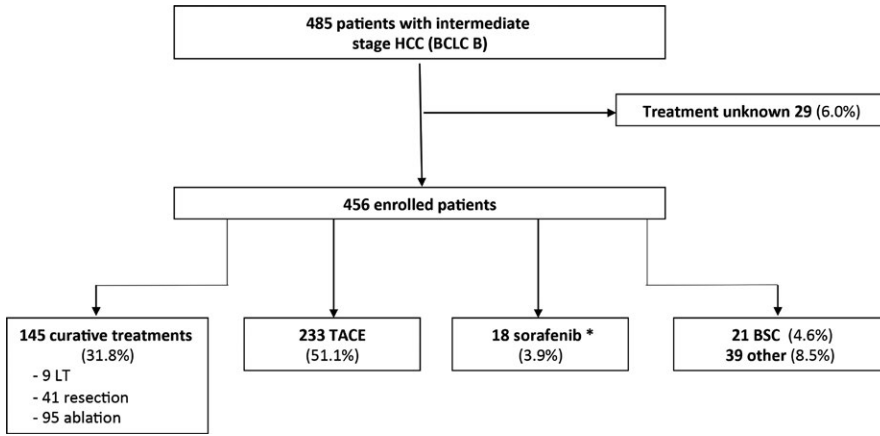 485 patients with intermediate
stage HCC (BCLC B)
Treatment unknown 29 (6.0%)
456 enrolled patients
145 curative treatments
(31.8%)
- 9 LT
- 41 resection
- 95 ablation
233 TACE
(51.1%)
18 sorafenib *
(3.9%)
21 BSC (4.6%)
39 other (8.5%)